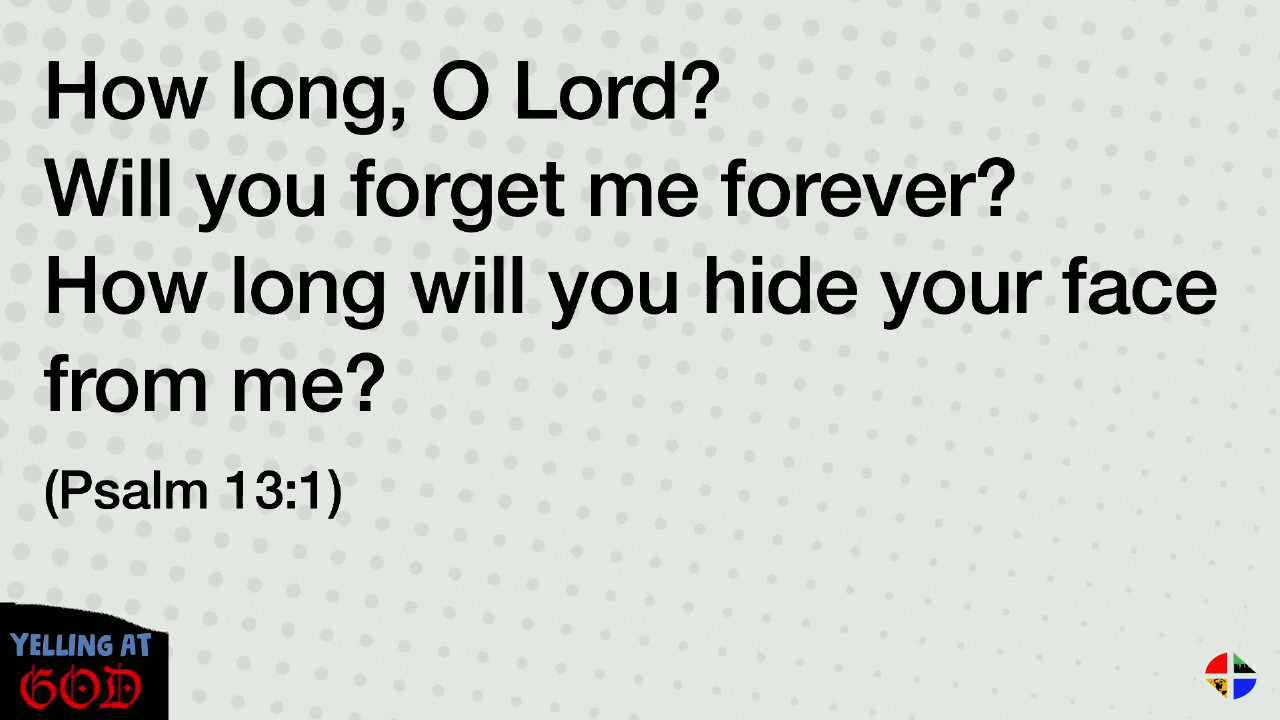 How long, O Lord?
Will you forget me forever?
How long will you hide your face
from me?
(Psalm 13:1)
YELLING AT
GOD